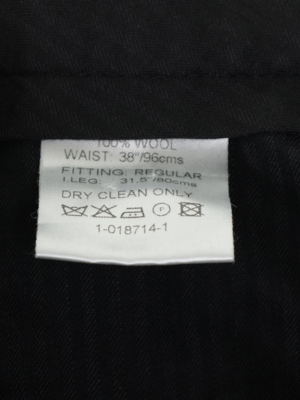 100% WOOL
WAIST: 38"/96cms
FITTING: REGULAR
I.LEG: 31.5"/80cms
DRY CLEAN ONLY
F
1-018714-1